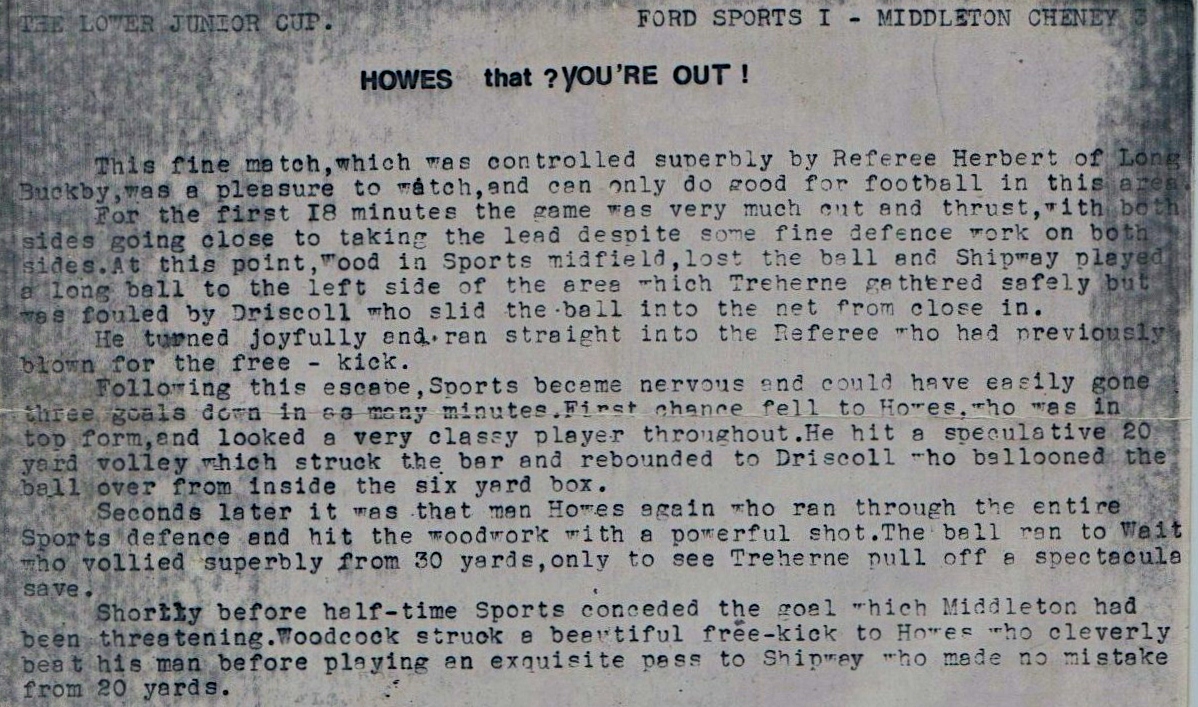 THE LOWER JUNIOR CUP. FORD SPORTS I - MIDDLETON CHENEY 3
HOWES that ?YOU'RE OUT !
This fine match,which was controlled superbly by Referee Herbert of Long
Buckby,was a pleasure to watch,and can only do good for football in this area.
For the first I8 minutes the game was very much cut and thrust,with both
sides going close to taking the lead despite some fine defence work on both
sides.At this point,Wood in Sports midfield,lost the ball and Shipway played
a long ball to the left side of the area which Treherne gathered safely but
was fouled by Driscoll who slid the ball into the net from close in.
He turned joyfully and ran straight into the Referee who had previously
blown for the free - kick.
Following this escape,Sports became nervous and could have easily gone
three goals down in as many minutes.First chance fell to Howes,who was in
top form,and looked a very classy player throughout.He hit a speculative 20
yard volley which struck the bar and rebounded to Driscoll who ballooned the
ball over from inside the six yard box.
Seconds later it was that man Howes again who ran through the entire
Sports defence and hit the woodwork with a powerful shot.The ball ran to Wait
who vollied superbly from 30 yards,only to see Treherne pull off a spectacula
save.
Shortly before half-time Sports conceded the goal which Middleton had
been threatening.Woodcock struck a beautiful free-kick to Howes who cleverly
beat his man before playing an exquisite pass to Shipway who made no mistake
from 20 yards.